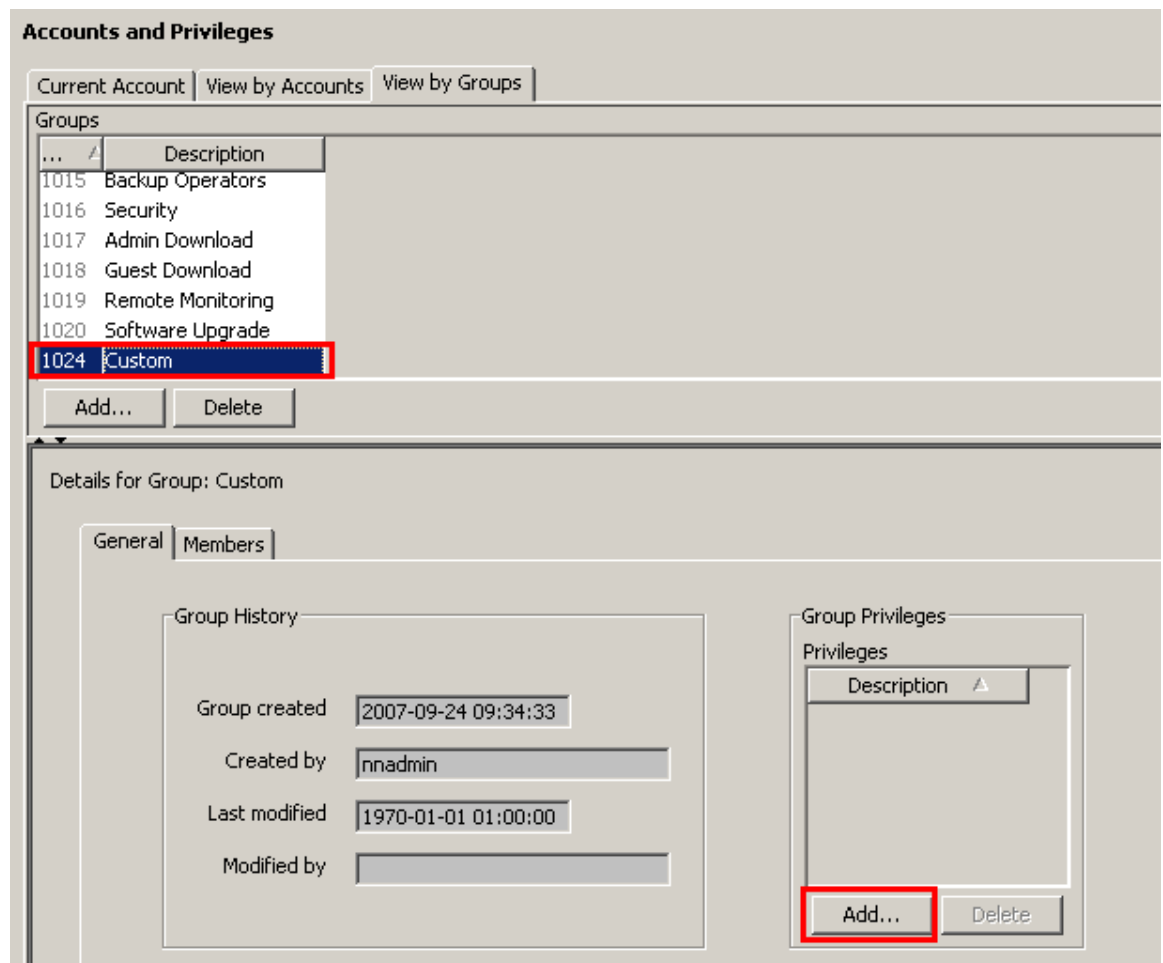 Accounts and Privileges
Current Account View by Accounts View by Groups
Groups
... Description
1015 Backup Operators
1016 Security
1017 Admin Download
1018 Guest Download
1019 Remote Monitoring
1020 Software Upgrade
1024 Custom
Add... Delete
Details for Group: Custom
General Members
Group History
Group created 2007-09-24 09:34:33
Created by nnadmin
Last modified 1970-01-01 01:00:00
Modified by
Group Privileges
Privileges
Description
Add... Delete